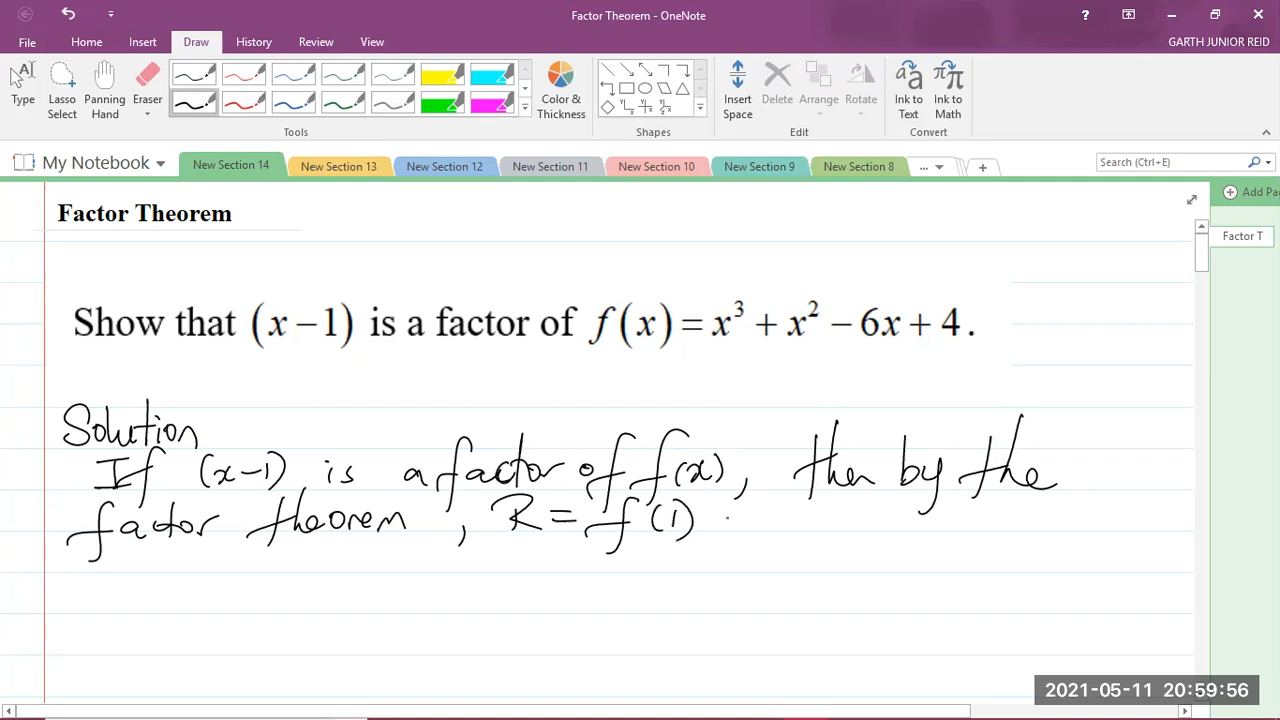 Factor Theorem - OneNote
GARTH JUNIOR REID
File Home Insert Draw History Review View
Type Lasso Select Panning Hand Eraser Color & Thickness Insert Space Delete Arrange Rotate Ink to Text Ink to Math
Tools Shapes Edit Convert
My Notebook New Section 14 New Section 13 New Section 12 New Section 11 New Section 10 New Section 9 New Section 8 ... Search (Ctrl+E)
Add Pa
Factor T
Factor Theorem
Show that (x−1) is a factor of f(x)=x³+x²−6x+4.
Solution
If (x-1) is a factor of f(x), then by the
factor theorem, R = f(1)
2021-05-11 20:59:56